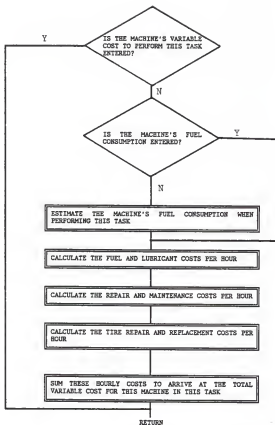 IS THE MACHINE'S VARIABLE
COST TO PERFORM THIS TASK
ENTERED?
Y
N
IS THE MACHINE'S FUEL
CONSUMPTION ENTERED?
Y
N
ESTIMATE THE MACHINE'S FUEL CONSUMPTION WHEN
PERFORMING THIS TASK
CALCULATE THE FUEL AND LUBRICANT COSTS PER HOUR
CALCULATE THE REPAIR AND MAINTENANCE COSTS PER HOUR
CALCULATE THE TIRE REPAIR AND REPLACEMENT COSTS PER
HOUR
SUM THESE HOURLY COSTS TO ARRIVE AT THE TOTAL
VARIABLE COST FOR THIS MACHINE IN THIS TASK
RETURN